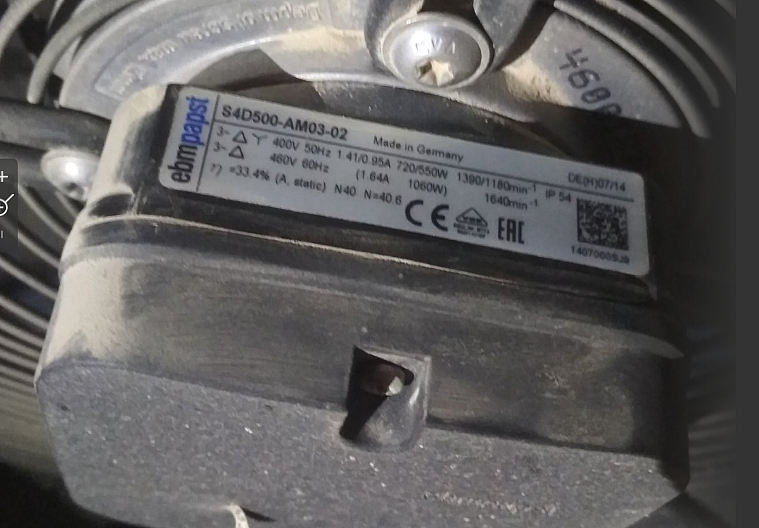 ebmpapst
S4D500-AM03-02
Made in Germany
DE(H)07/14
3~ △ Y 400V 50Hz 1.41/0.95A 720/550W 1390/1180min⁻¹ IP 54
3~ △ 460V 60Hz (1.64A 1060W) 1640min⁻¹
η =33.4% (A, static) N40 N=40.6
CE
VDE
EAC